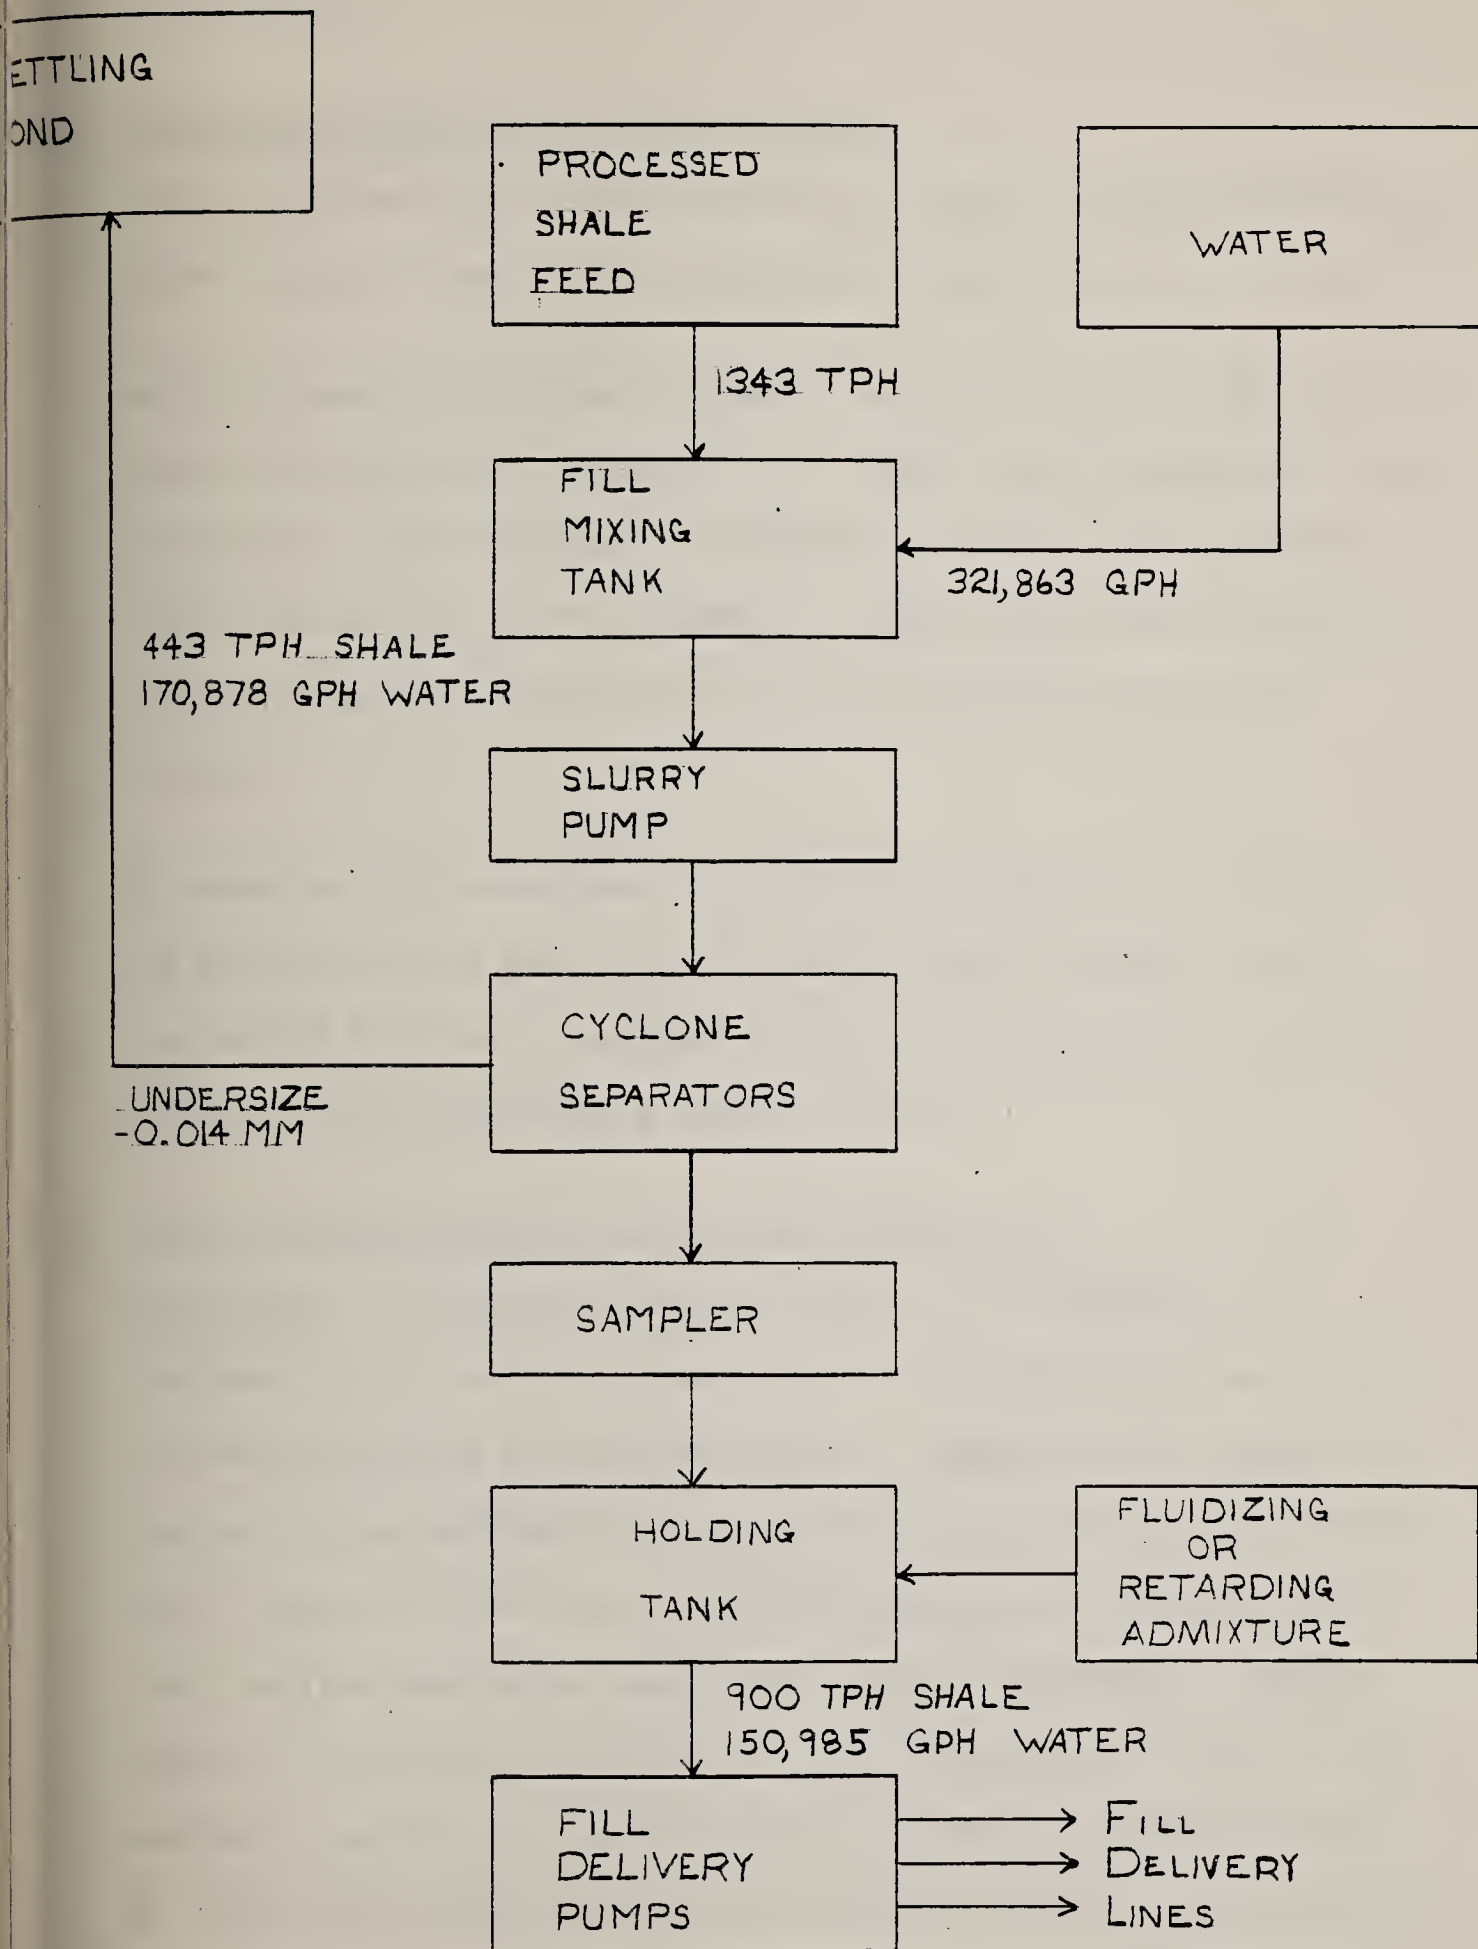 ETTLING
OND
PROCESSED
SHALE
FEED
WATER
1343 TPH
FILL
MIXING
TANK
321,863 GPH
443 TPH SHALE
170,878 GPH WATER
SLURRY
PUMP
CYCLONE
SEPARATORS
UNDERSIZE
-0.014 MM
SAMPLER
HOLDING
TANK
FLUIDIZING
OR
RETARDING
ADMIXTURE
900 TPH SHALE
150,985 GPH WATER
FILL
DELIVERY
PUMPS
FILL
DELIVERY
LINES